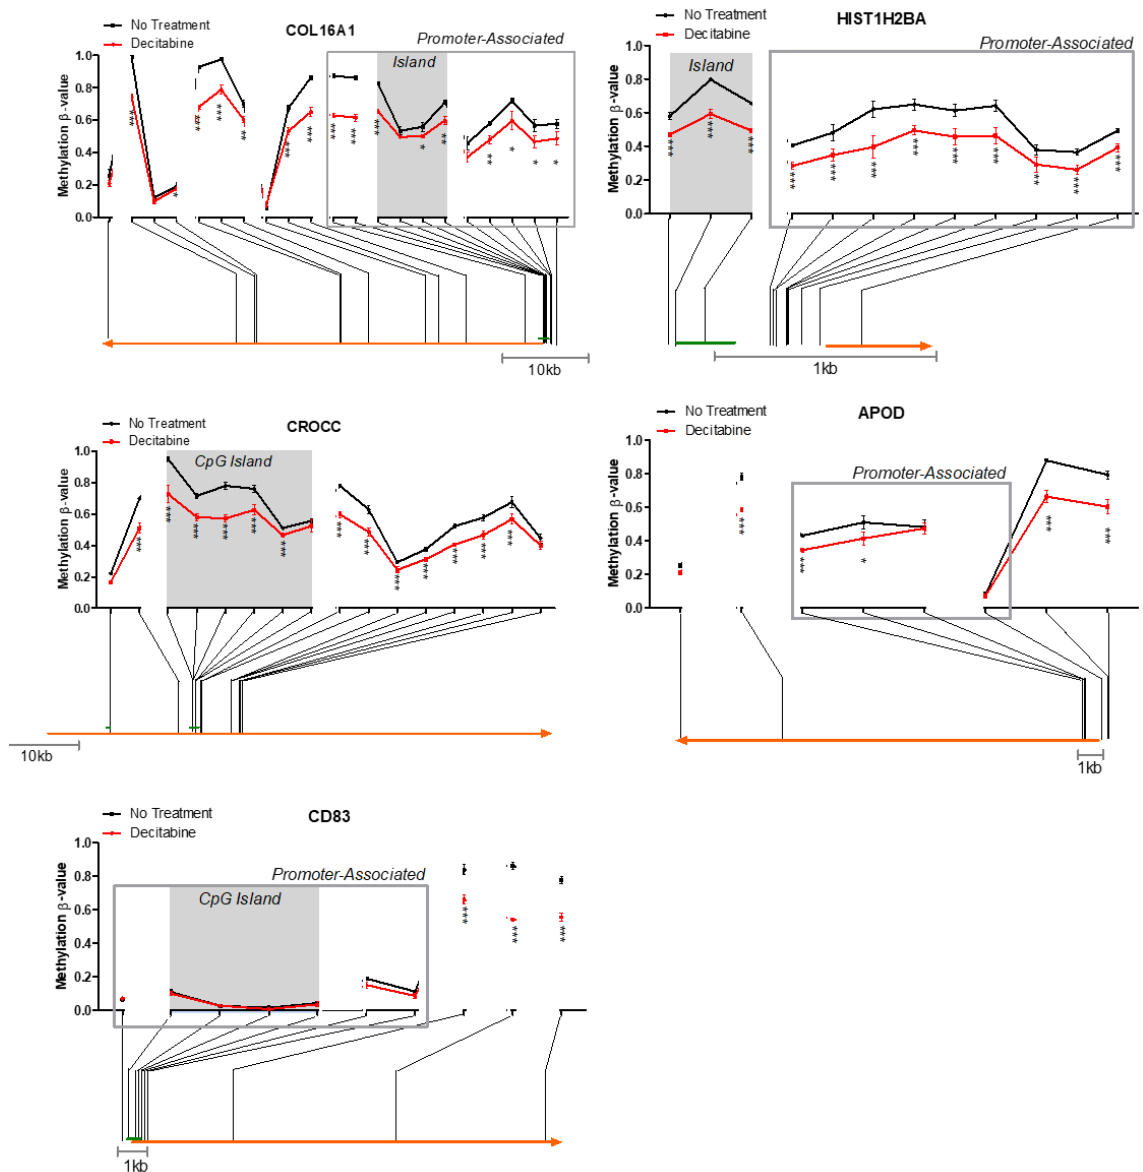 No Treatment
Decitabine
COL16A1
Promoter-Associated
Island
Methylation β-value
1.0
0.8
0.6
0.4
0.2
0.0
***
***
***
**
***
***
***
***
***
*
***
**
*
*
*
10kb
No Treatment
Decitabine
HIST1H2BA
Promoter-Associated
Island
Methylation β-value
1.0
0.8
0.6
0.4
0.2
0.0
***
***
***
***
***
***
***
***
***
**
***
***
1kb
No Treatment
Decitabine
CROCC
CpG Island
Methylation β-value
1.0
0.8
0.6
0.4
0.2
0.0
***
***
***
***
***
***
***
***
***
***
***
***
***
10kb
No Treatment
Decitabine
APOD
Promoter-Associated
Methylation β-value
1.0
0.8
0.6
0.4
0.2
0.0
***
***
*
***
***
1kb
No Treatment
Decitabine
CD83
Promoter-Associated
CpG Island
Methylation β-value
1.0
0.8
0.6
0.4
0.2
0.0
***
***
***
1kb